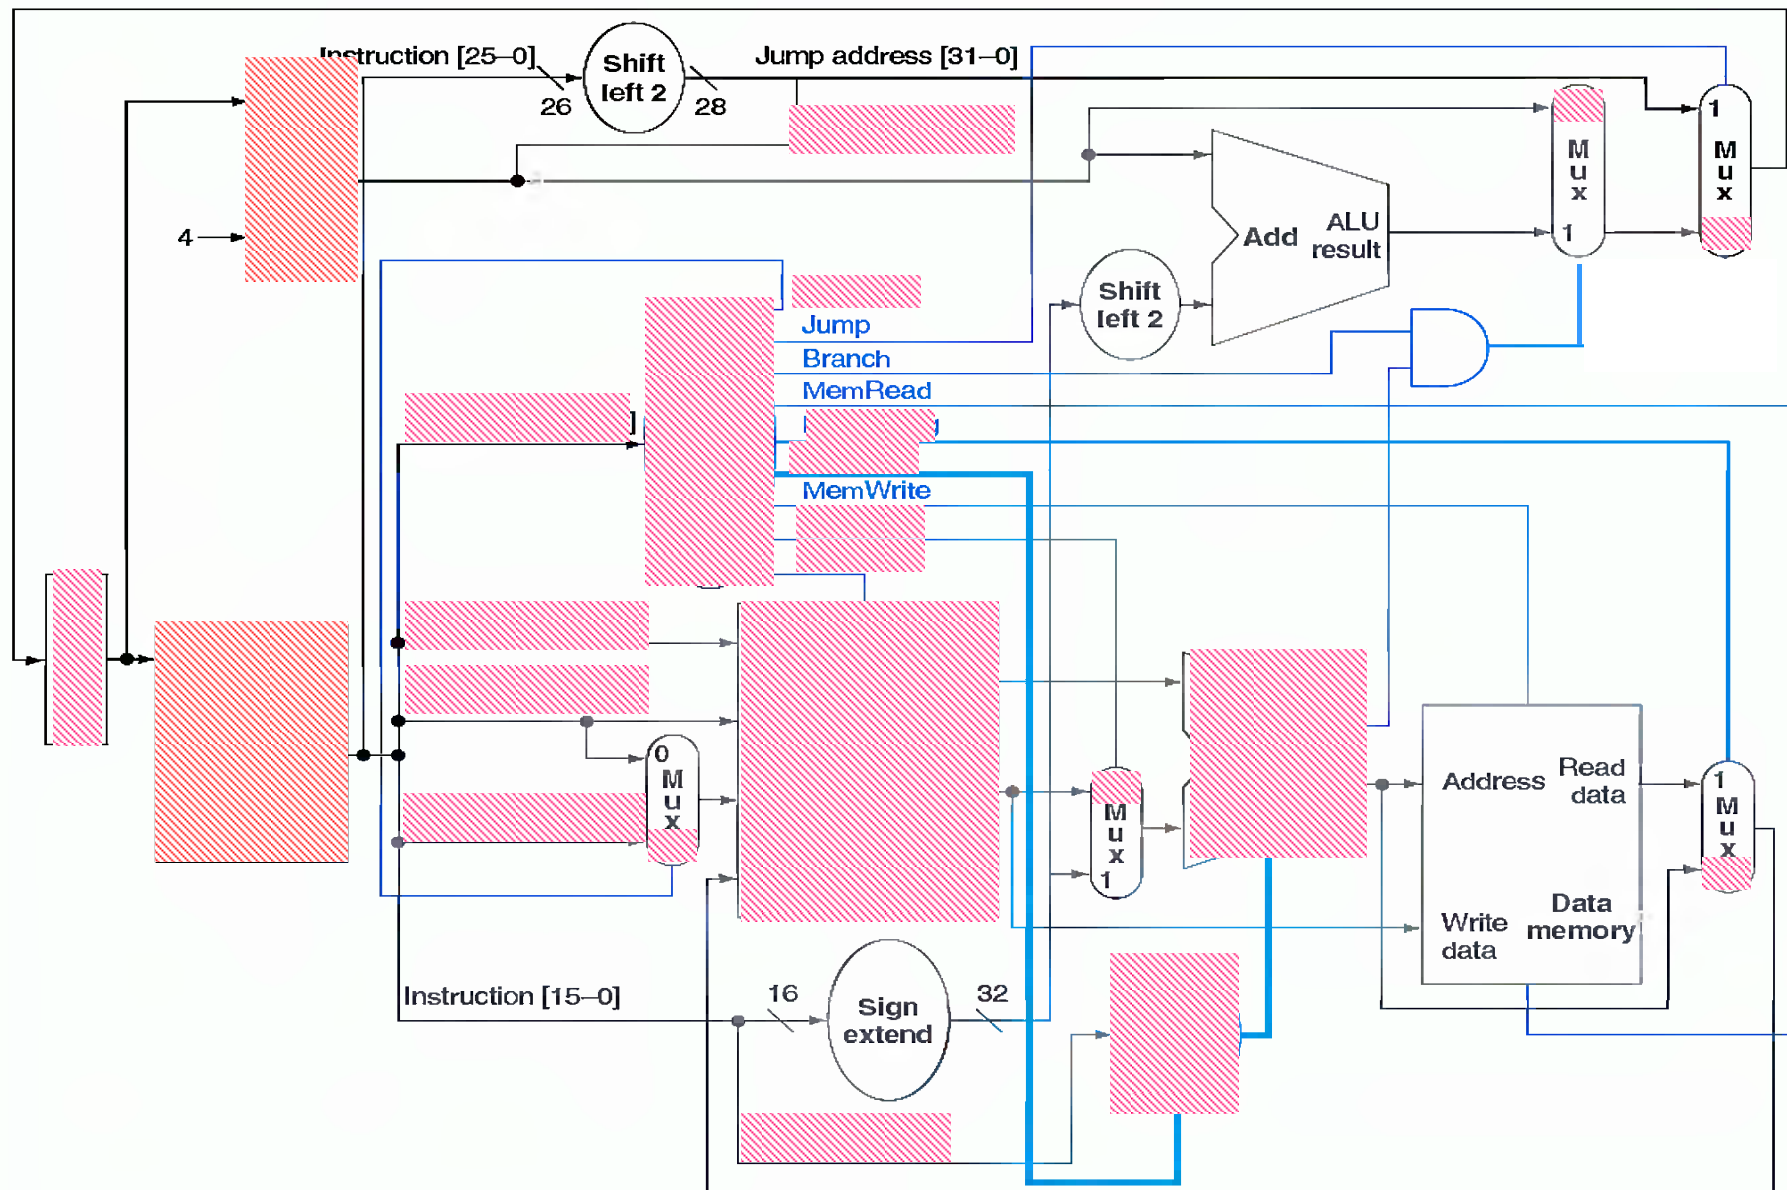 Instruction [25–0]
Shift
left 2
26
28
Jump address [31–0]
1
M
u
x
M
u
x
1
4
Add
ALU
result
Shift
left 2
Jump
Branch
MemRead
]
MemWrite
0
M
u
x
M
u
x
1
Address
Read
data
Write
data
Data
memory
1
M
u
x
Instruction [15–0]
16
Sign
extend
32